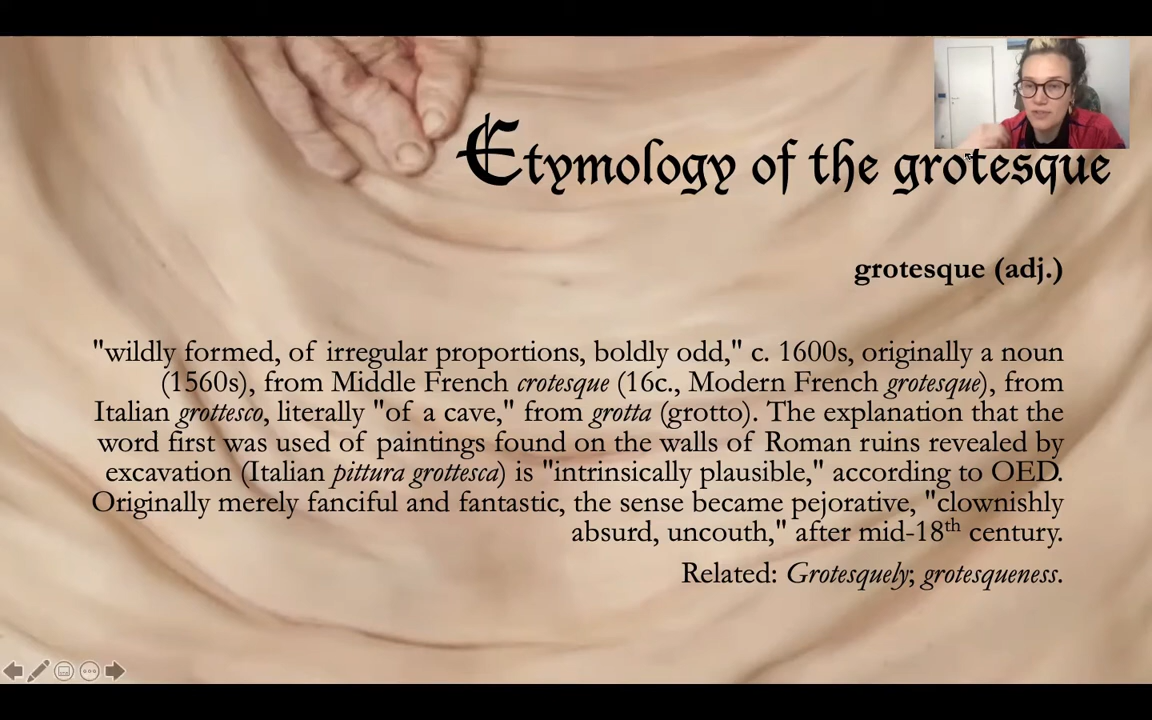 Etymology of the grotesque
grotesque (adj.)
"wildly formed, of irregular proportions, boldly odd," c. 1600s, originally a noun
(1560s), from Middle French crotesque (16c., Modern French grotesque), from
Italian grottesco, literally "of a cave," from grotta (grotto). The explanation that the
word first was used of paintings found on the walls of Roman ruins revealed by
excavation (Italian pittura grottesca) is "intrinsically plausible," according to OED.
Originally merely fanciful and fantastic, the sense became pejorative, "clownishly
absurd, uncouth," after mid-18th century.
Related: Grotesquely; grotesqueness.